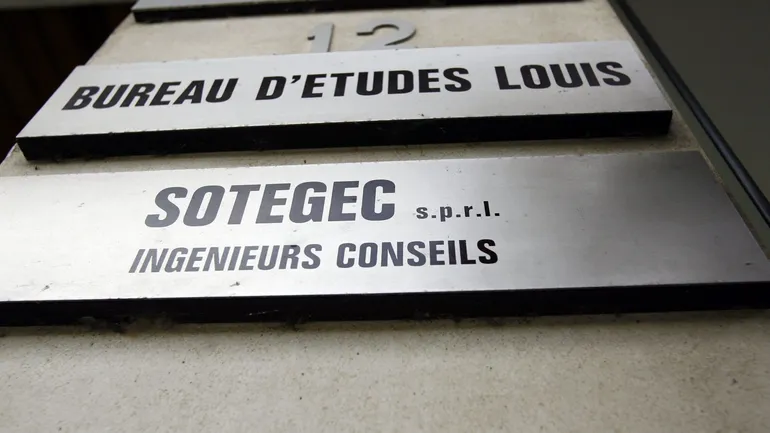 12
BUREAU D'ETUDES LOUIS
SOTEGEC s.p.r.l.
INGENIEURS CONSEILS